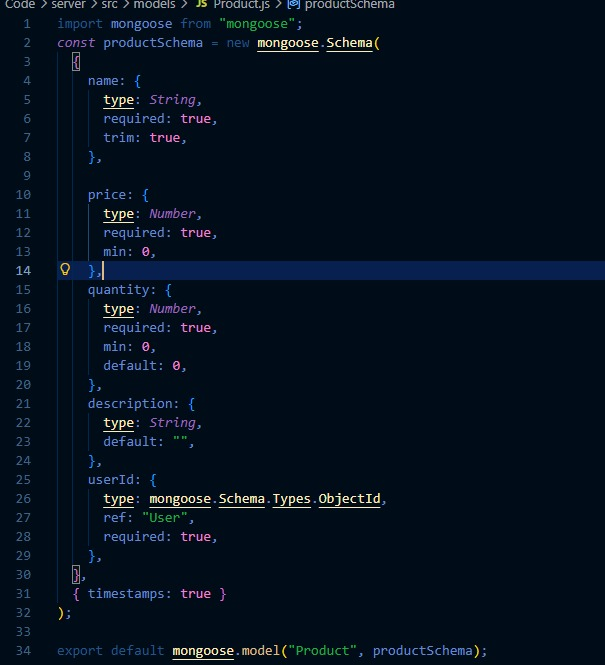 Code > server > src > models > JS Product.js > productSchema
1 import mongoose from "mongoose";
2 const productSchema = new mongoose.Schema(
3 {
4 name: {
5 type: String,
6 required: true,
7 trim: true,
8 },
9
10 price: {
11 type: Number,
12 required: true,
13 min: 0,
14 },
15 quantity: {
16 type: Number,
17 required: true,
18 min: 0,
19 default: 0,
20 },
21 description: {
22 type: String,
23 default: "",
24 },
25 userId: {
26 type: mongoose.Schema.Types.ObjectId,
27 ref: "User",
28 required: true,
29 },
30 },
31 { timestamps: true }
32 );
33
34 export default mongoose.model("Product", productSchema);